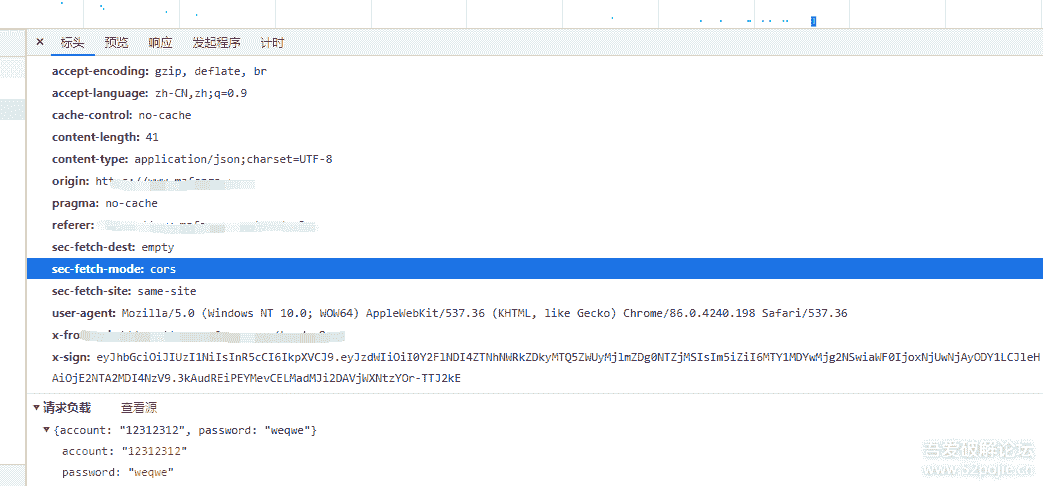 × 标头 预览 响应 发起程序 计时
accept-encoding: gzip, deflate, br
accept-language: zh-CN,zh;q=0.9
cache-control: no-cache
content-length: 41
content-type: application/json;charset=UTF-8
origin:
pragma: no-cache
referer:
sec-fetch-dest: empty
sec-fetch-mode: cors
sec-fetch-site: same-site
user-agent: Mozilla/5.0 (Windows NT 10.0; WOW64) AppleWebKit/537.36 (KHTML, like Gecko) Chrome/86.0.4240.198 Safari/537.36
x-sign: eyJhbGciOiJIUzI1NiIsInR5cCI6IkpXVCJ9.eyJzdWIiOiI0Y2FlNDI4ZTNhNWRkZDkyMTQ5ZWUyMjlmZDg0NTZjMSIsIm5iZiI6MTY1MDYwMjg2NSwiaWF0IjoxNjUwNjAyODY1LCJleH
AiOjE2NTA2MDI4NzV9.3kAudREiPEYMevCELMadMJi2DAVjWXNtzYOr-TTJ2kE
请求负载 查看源
{account: "12312312", password: "weqwe"}
account: "12312312"
password: "weqwe"
吾爱破解论坛
www.52pojie.cn